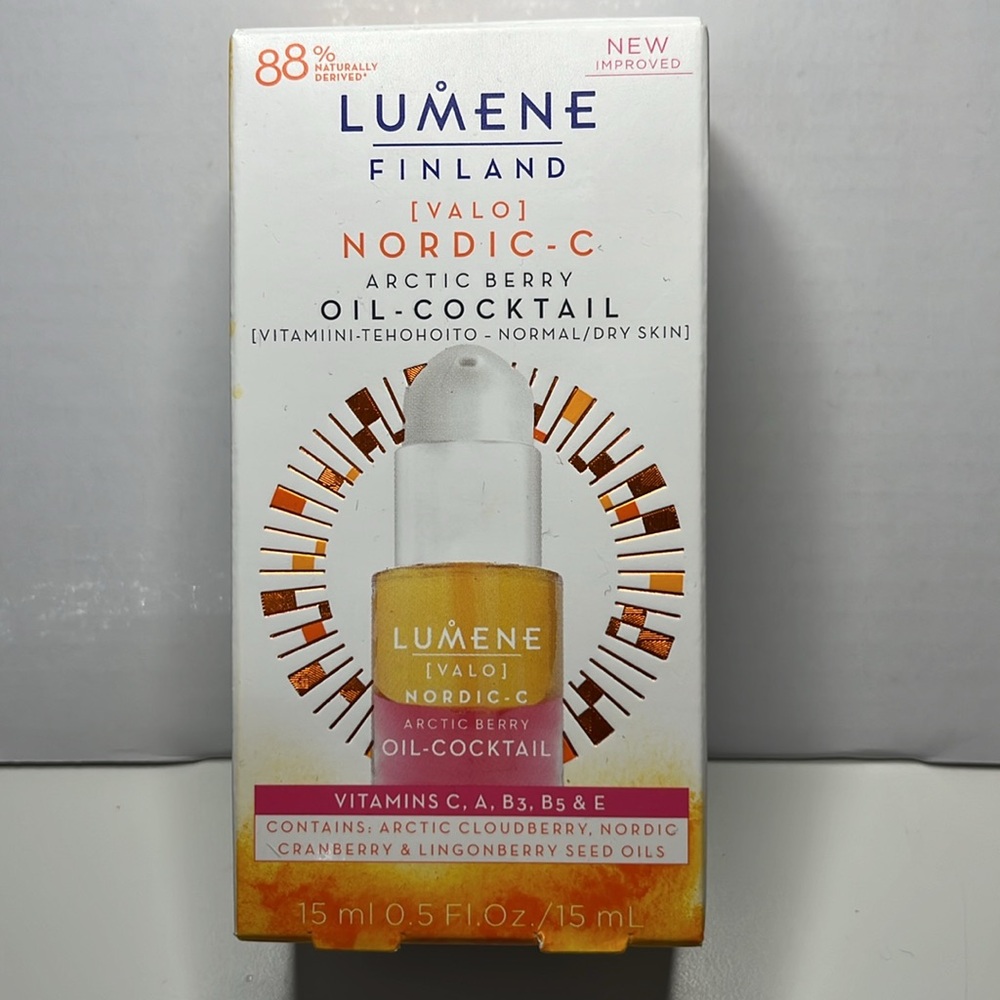 88% NATURALLY
DERIVED*
NEW
IMPROVED
LUMENE
FINLAND
[VALO]
NORDIC-C
ARCTIC BERRY
OIL-COCKTAIL
[VITAMIINI-TEHOHOITO – NORMAL/DRY SKIN]
LUMENE
[VALO]
NORDIC-C
ARCTIC BERRY
OIL-COCKTAIL
VITAMINS C, A, B3, B5 & E
CONTAINS: ARCTIC CLOUDBERRY, NORDIC
CRANBERRY & LINGONBERRY SEED OILS
15 ml 0.5 Fl.Oz./15 mL